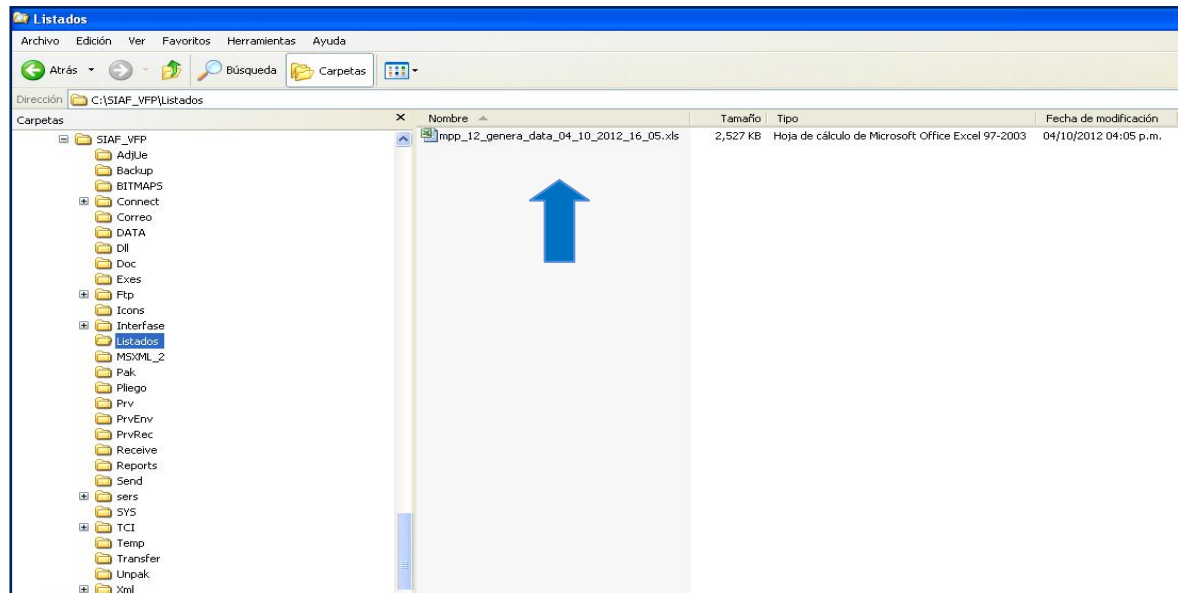 Listados
Archivo Edición Ver Favoritos Herramientas Ayuda
Atrás Búsqueda Carpetas
Dirección C:\SIAF_VFP\Listados
Carpetas
Nombre Tamaño Tipo Fecha de modificación
mpp_12_genera_data_04_10_2012_16_05.xls 2,527 KB Hoja de cálculo de Microsoft Office Excel 97-2003 04/10/2012 04:05 p.m.
SIAF_VFP
AdjUe
Backup
BITMAPS
Connect
Correo
DATA
Dll
Doc
Exes
Ftp
Icons
Interfase
Listados
MSXML_2
Pak
Pliego
Prv
PrvEnv
PrvRec
Receive
Reports
Send
sers
SYS
TCI
Temp
Transfer
Unpak
Xml